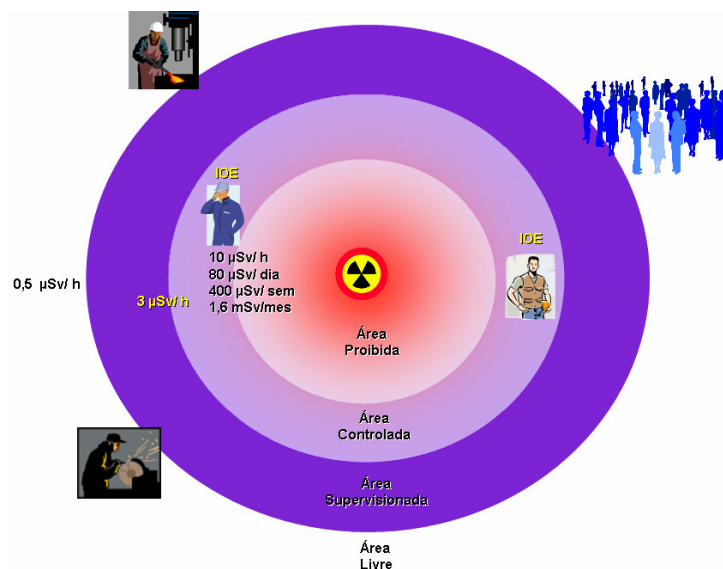 IOE
10 µSv/ h
80 µSv/ dia
400 µSv/ sem
1,6 mSv/mes
IOE
0,5 µSv/ h
3 µSv/ h
Área
Proibida
Área
Controlada
Área
Supervisionada
Área
Livre